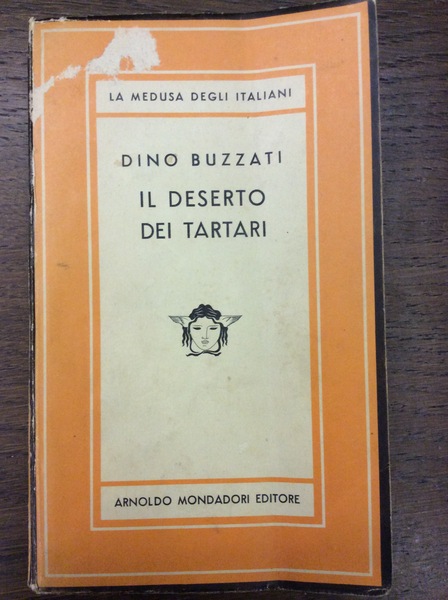 LA MEDUSA DEGLI ITALIANI
DINO BUZZATI
IL DESERTO
DEI TARTARI
ARNOLDO MONDADORI EDITORE